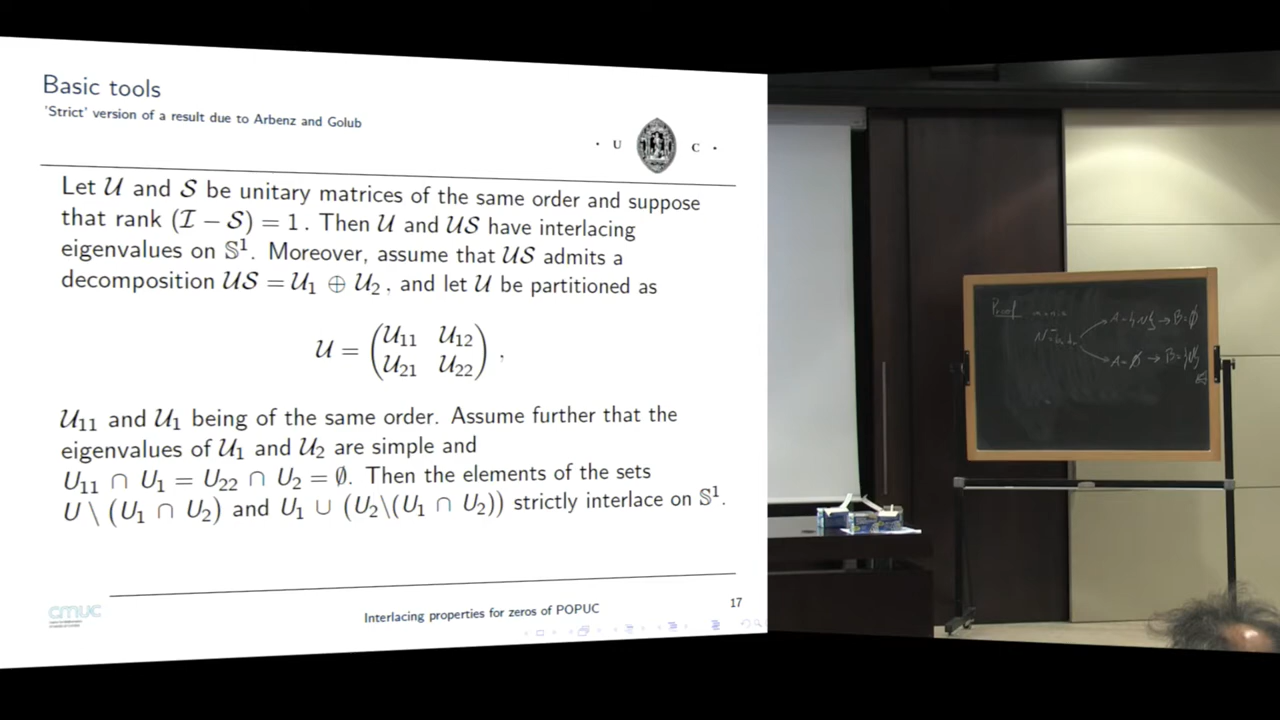 Basic tools
'Strict' version of a result due to Arbenz and Golub
· U C ·
Let 𝒰 and 𝒮 be unitary matrices of the same order and suppose
that rank (ℐ − 𝒮) = 1. Then 𝒰 and 𝒰𝒮 have interlacing
eigenvalues on 𝕊¹. Moreover, assume that 𝒰𝒮 admits a
decomposition 𝒰𝒮 = 𝒰₁ ⊕ 𝒰₂, and let 𝒰 be partitioned as
𝒰 = (𝒰₁₁ 𝒰₁₂
𝒰₂₁ 𝒰₂₂) ,
𝒰₁₁ and 𝒰₁ being of the same order. Assume further that the
eigenvalues of 𝒰₁ and 𝒰₂ are simple and
U₁₁ ∩ U₁ = U₂₂ ∩ U₂ = ∅. Then the elements of the sets
U \ (U₁ ∩ U₂) and U₁ ∪ (U₂\(U₁ ∩ U₂)) strictly interlace on 𝕊¹.
cmuc
Interlacing properties for zeros of POPUC
17
Proof
A = → B = ∅
A = ∅ → B =